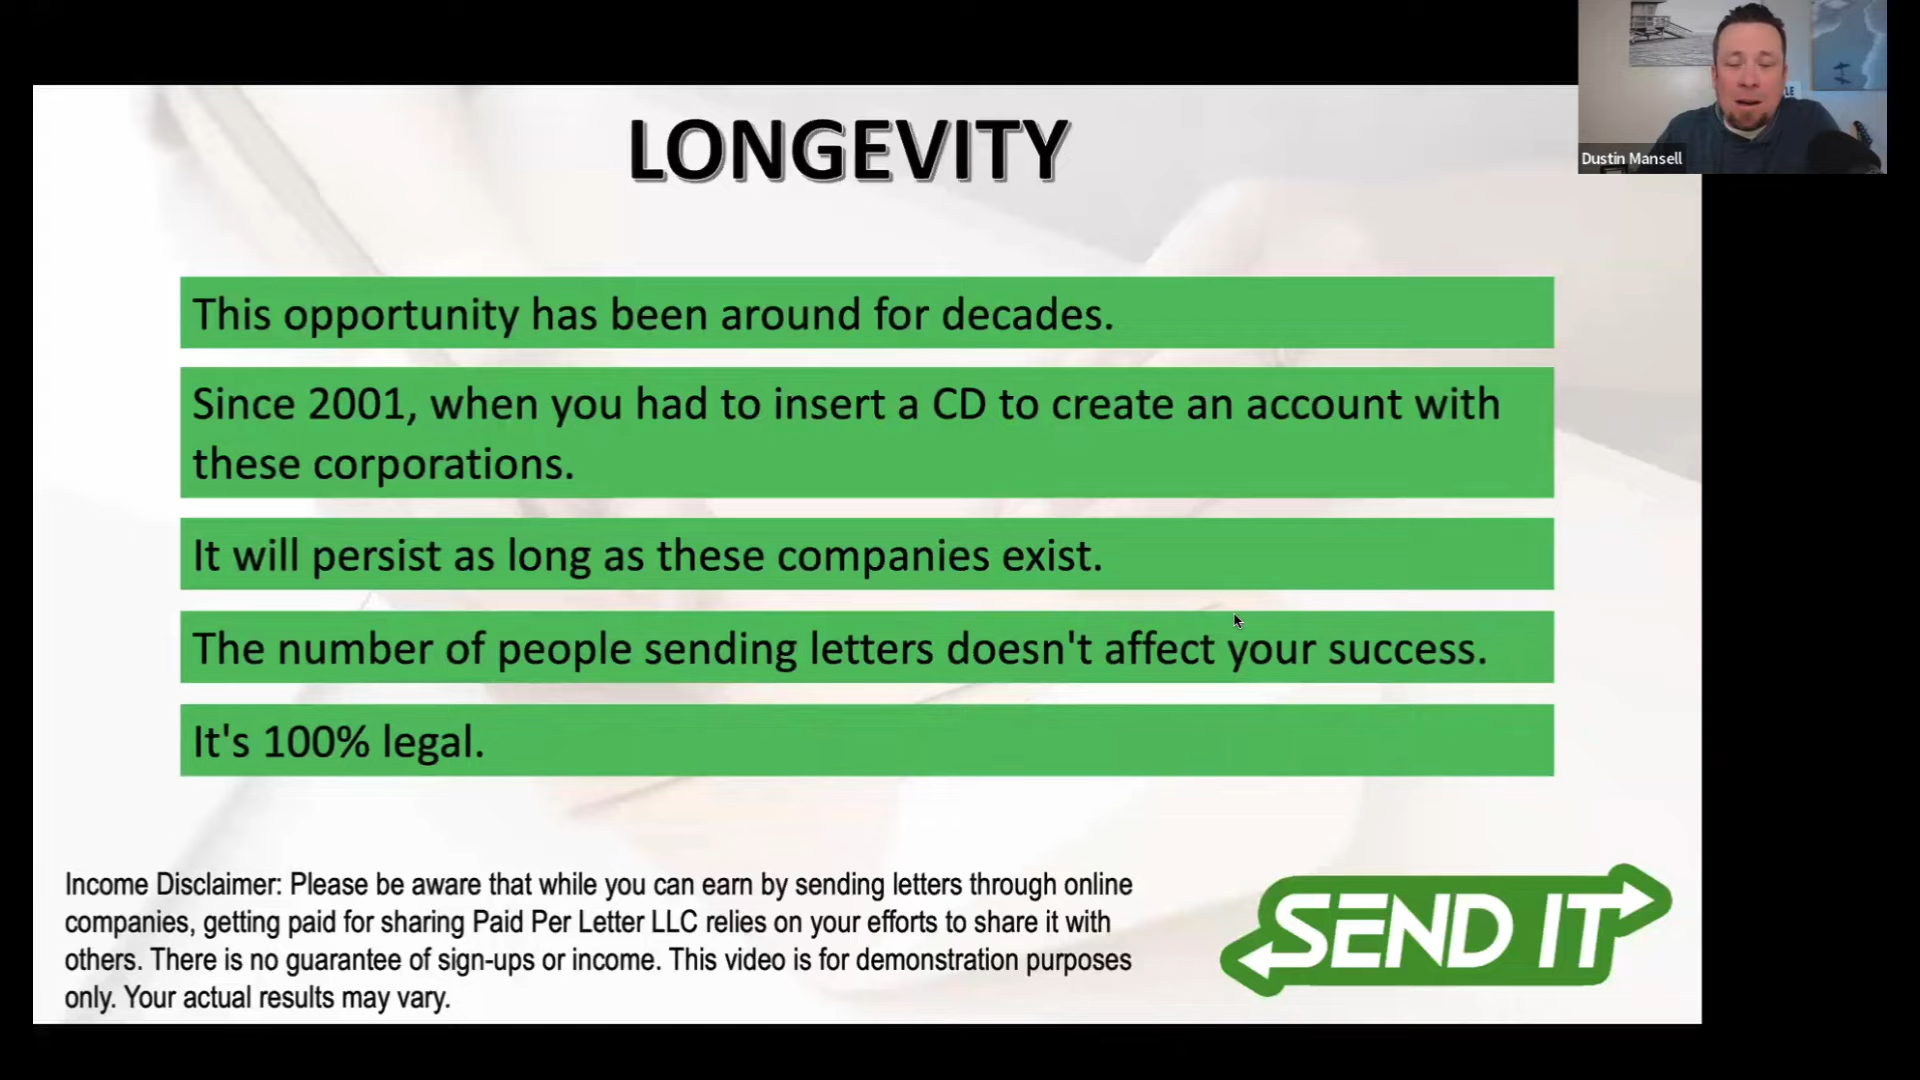 LONGEVITY
This opportunity has been around for decades.
Since 2001, when you had to insert a CD to create an account with
these corporations.
It will persist as long as these companies exist.
The number of people sending letters doesn't affect your success.
It's 100% legal.
Income Disclaimer: Please be aware that while you can earn by sending letters through online
companies, getting paid for sharing Paid Per Letter LLC relies on your efforts to share it with
others. There is no guarantee of sign-ups or income. This video is for demonstration purposes
only. Your actual results may vary.
SEND IT
Dustin Mansell